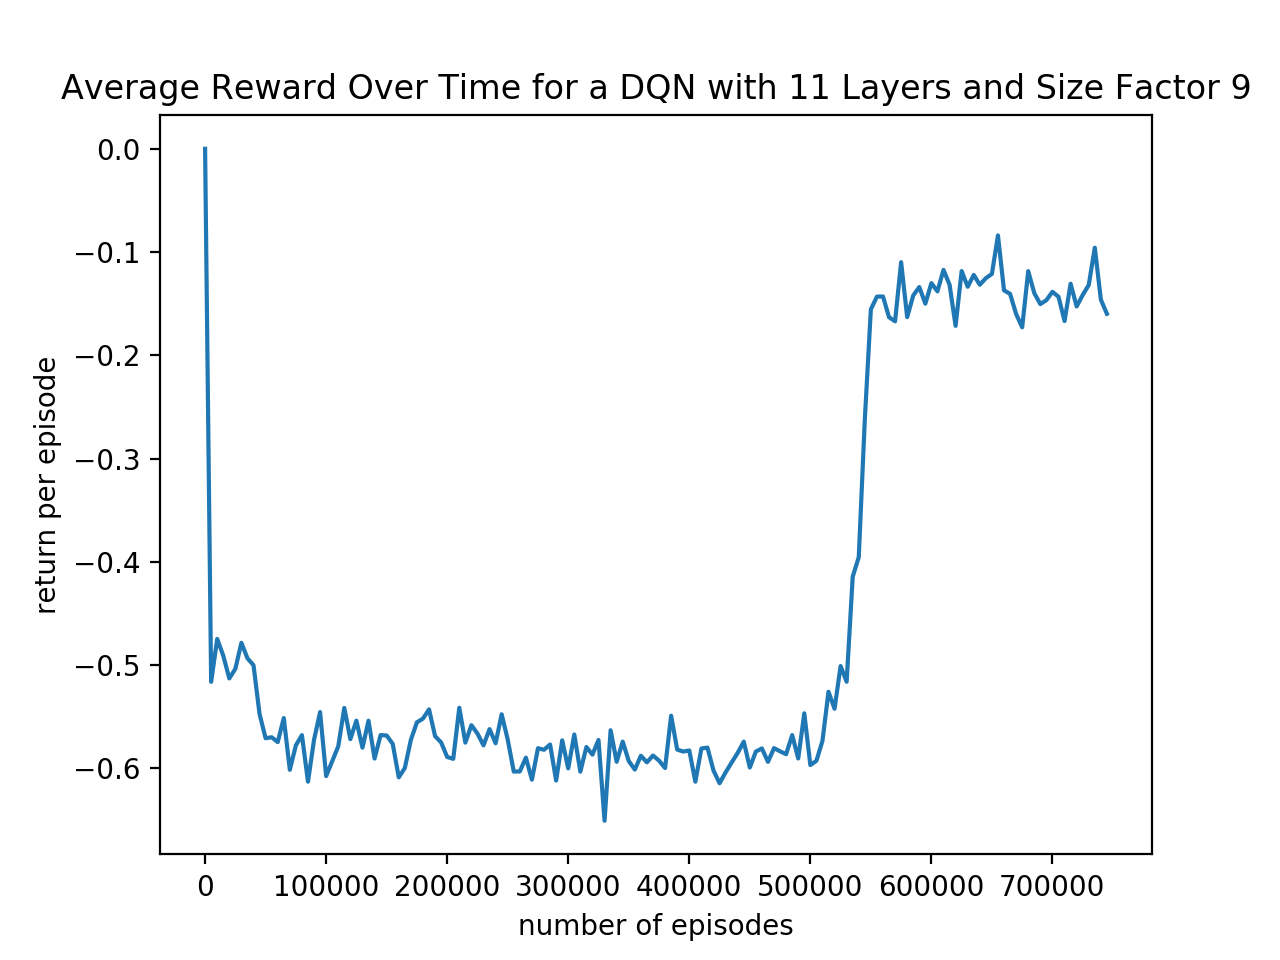 Average Reward Over Time for a DQN with 11 Layers and Size Factor 9
0.0
−0.1
−0.2
−0.3
−0.4
−0.5
−0.6
return per episode
0 100000 200000 300000 400000 500000 600000 700000
number of episodes